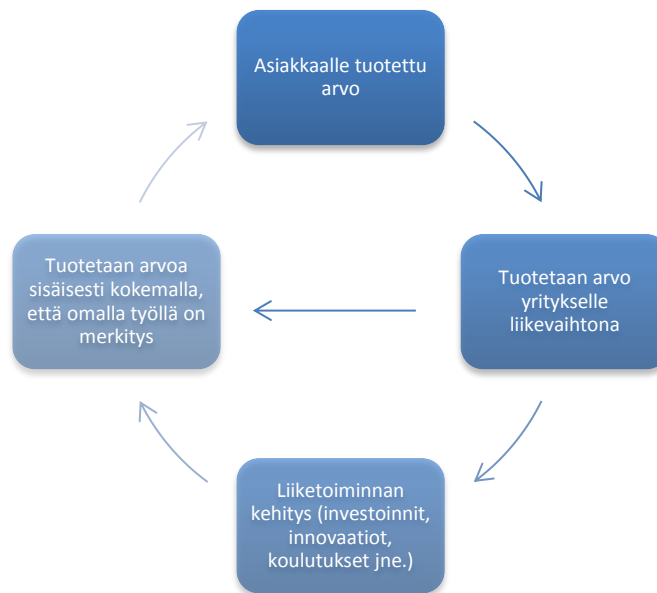 Asiakkaalle tuotettu
arvo
Tuotetaan arvo
yritykselle
liikevaihtona
Liiketoiminnan
kehitys (investoinnit,
innovaatiot,
koulutukset jne.)
Tuotetaan arvoa
sisäisesti kokemalla,
että omalla työllä on
merkitys